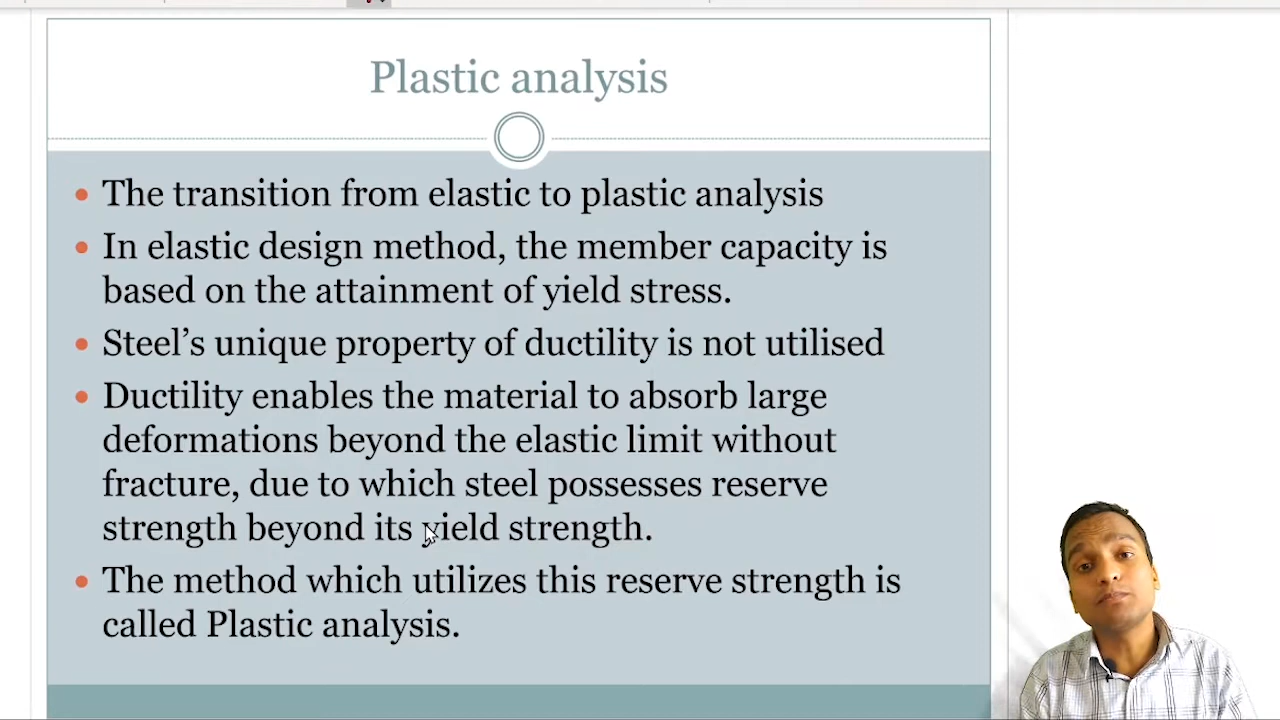 Plastic analysis
• The transition from elastic to plastic analysis
• In elastic design method, the member capacity is
based on the attainment of yield stress.
• Steel's unique property of ductility is not utilised
• Ductility enables the material to absorb large
deformations beyond the elastic limit without
fracture, due to which steel possesses reserve
strength beyond its yield strength.
• The method which utilizes this reserve strength is
called Plastic analysis.